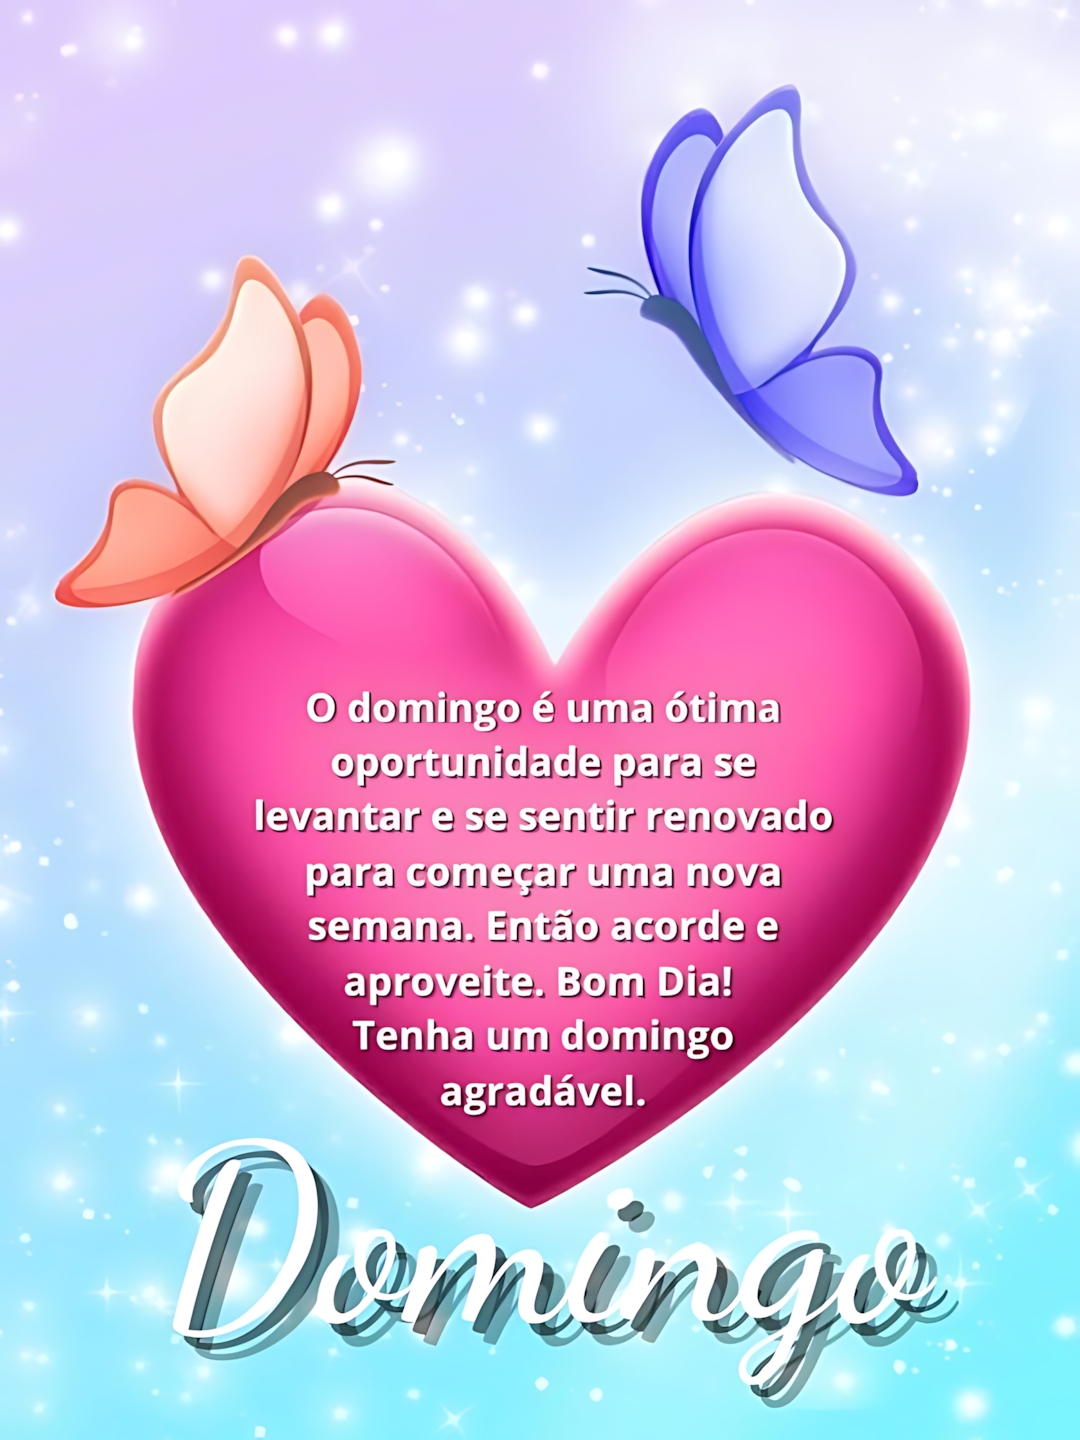 O domingo é uma ótima
oportunidade para se
levantar e se sentir renovado
para começar uma nova
semana. Então acorde e
aproveite. Bom Dia!
Tenha um domingo
agradável.
Domingo